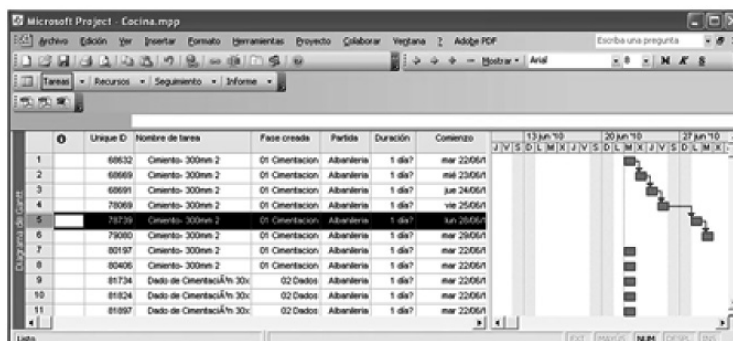 Microsoft Project - Cocina.mpp
Archivo Edición Ver Insertar Formato Herramientas Proyecto Colaborar Ventana ? Adobe PDF Escriba una pregunta
Mostrar Arial 8 N K S
Tareas Recursos Seguimiento Informe
Unique ID Nombre de tarea Fase creada Partida Duración Comienzo 13 jun '10 20 jun '10 27 jun '10
J V S D L M X J V S D L M X J V S D L M X
1 68632 Cimiento- 300mm 2 01 Cimentacion Albanileria 1 día? mar 22/06/1
2 68669 Cimiento- 300mm 2 01 Cimentacion Albanileria 1 día? mié 23/06/1
3 68691 Cimiento- 300mm 2 01 Cimentacion Albanileria 1 día? jue 24/06/1
4 78069 Cimiento- 300mm 2 01 Cimentacion Albanileria 1 día? vie 25/06/1
5 78739 Cimiento- 300mm 2 01 Cimentacion Albanileria 1 día? lun 28/06/1
6 79080 Cimiento- 300mm 2 01 Cimentacion Albanileria 1 día? mar 29/06/1
7 80197 Cimiento- 300mm 2 01 Cimentacion Albanileria 1 día? mar 22/06/1
8 80406 Cimiento- 300mm 2 01 Cimentacion Albanileria 1 día? mar 22/06/1
9 81734 Dado de CimentaciÃ³n 30x 02 Dados Albanileria 1 día? mar 22/06/1
10 81824 Dado de CimentaciÃ³n 30x 02 Dados Albanileria 1 día? mar 22/06/1
11 81897 Dado de CimentaciÃ³n 30x 02 Dados Albanileria 1 día? mar 22/06/1
Diagrama de Gantt
Listo EXT MAYÚS NUM DESPL INS